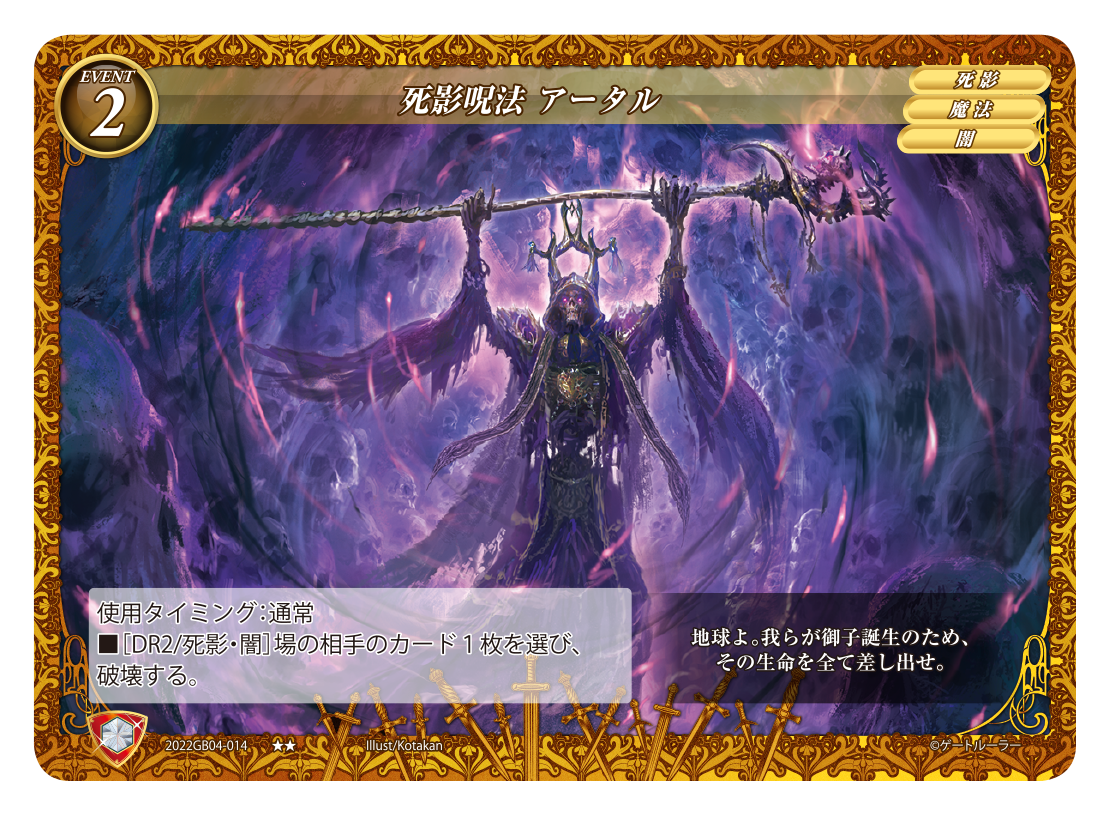 EVENT
2
死影呪法 アータル
死影
魔法
闇
使用タイミング:通常
■[DR2/死影・闇]場の相手のカード1枚を選び、
破壊する。
地球よ。我らが御子誕生のため、
その生命を全て差し出せ。
2022GB04-014 ★★ Illust/Kotakan ©ゲートルーラー